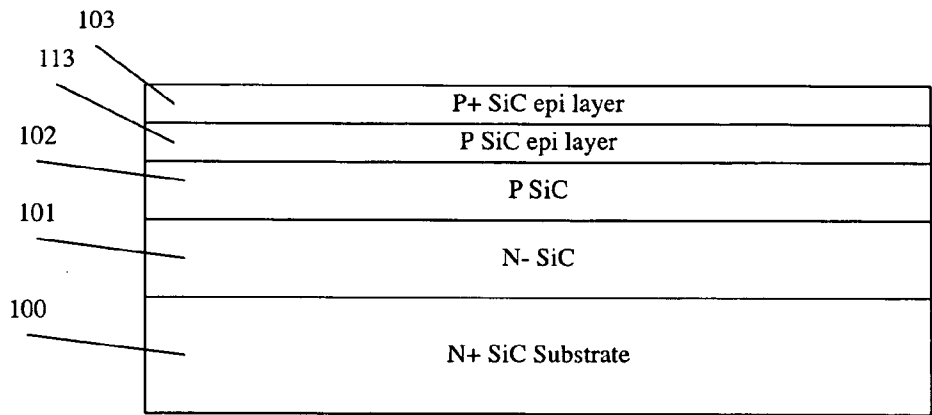 103
113
102
101
100
P+ SiC epi layer
P SiC epi layer
P SiC
N- SiC
N+ SiC Substrate